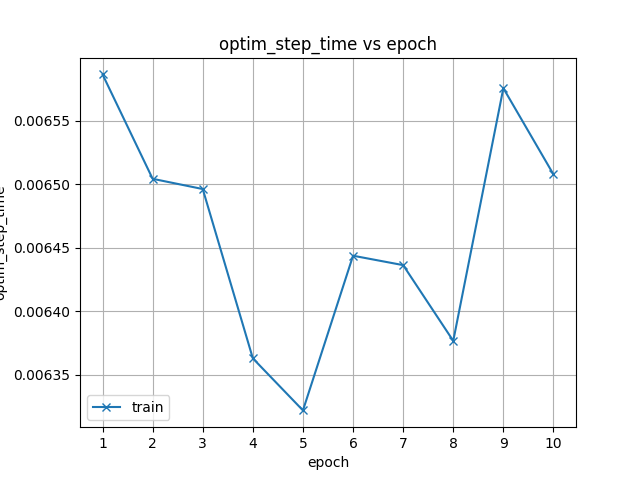 optim_step_time vs epoch
optim_step_time
0.00655
0.00650
0.00645
0.00640
0.00635
train
1 2 3 4 5 6 7 8 9 10
epoch